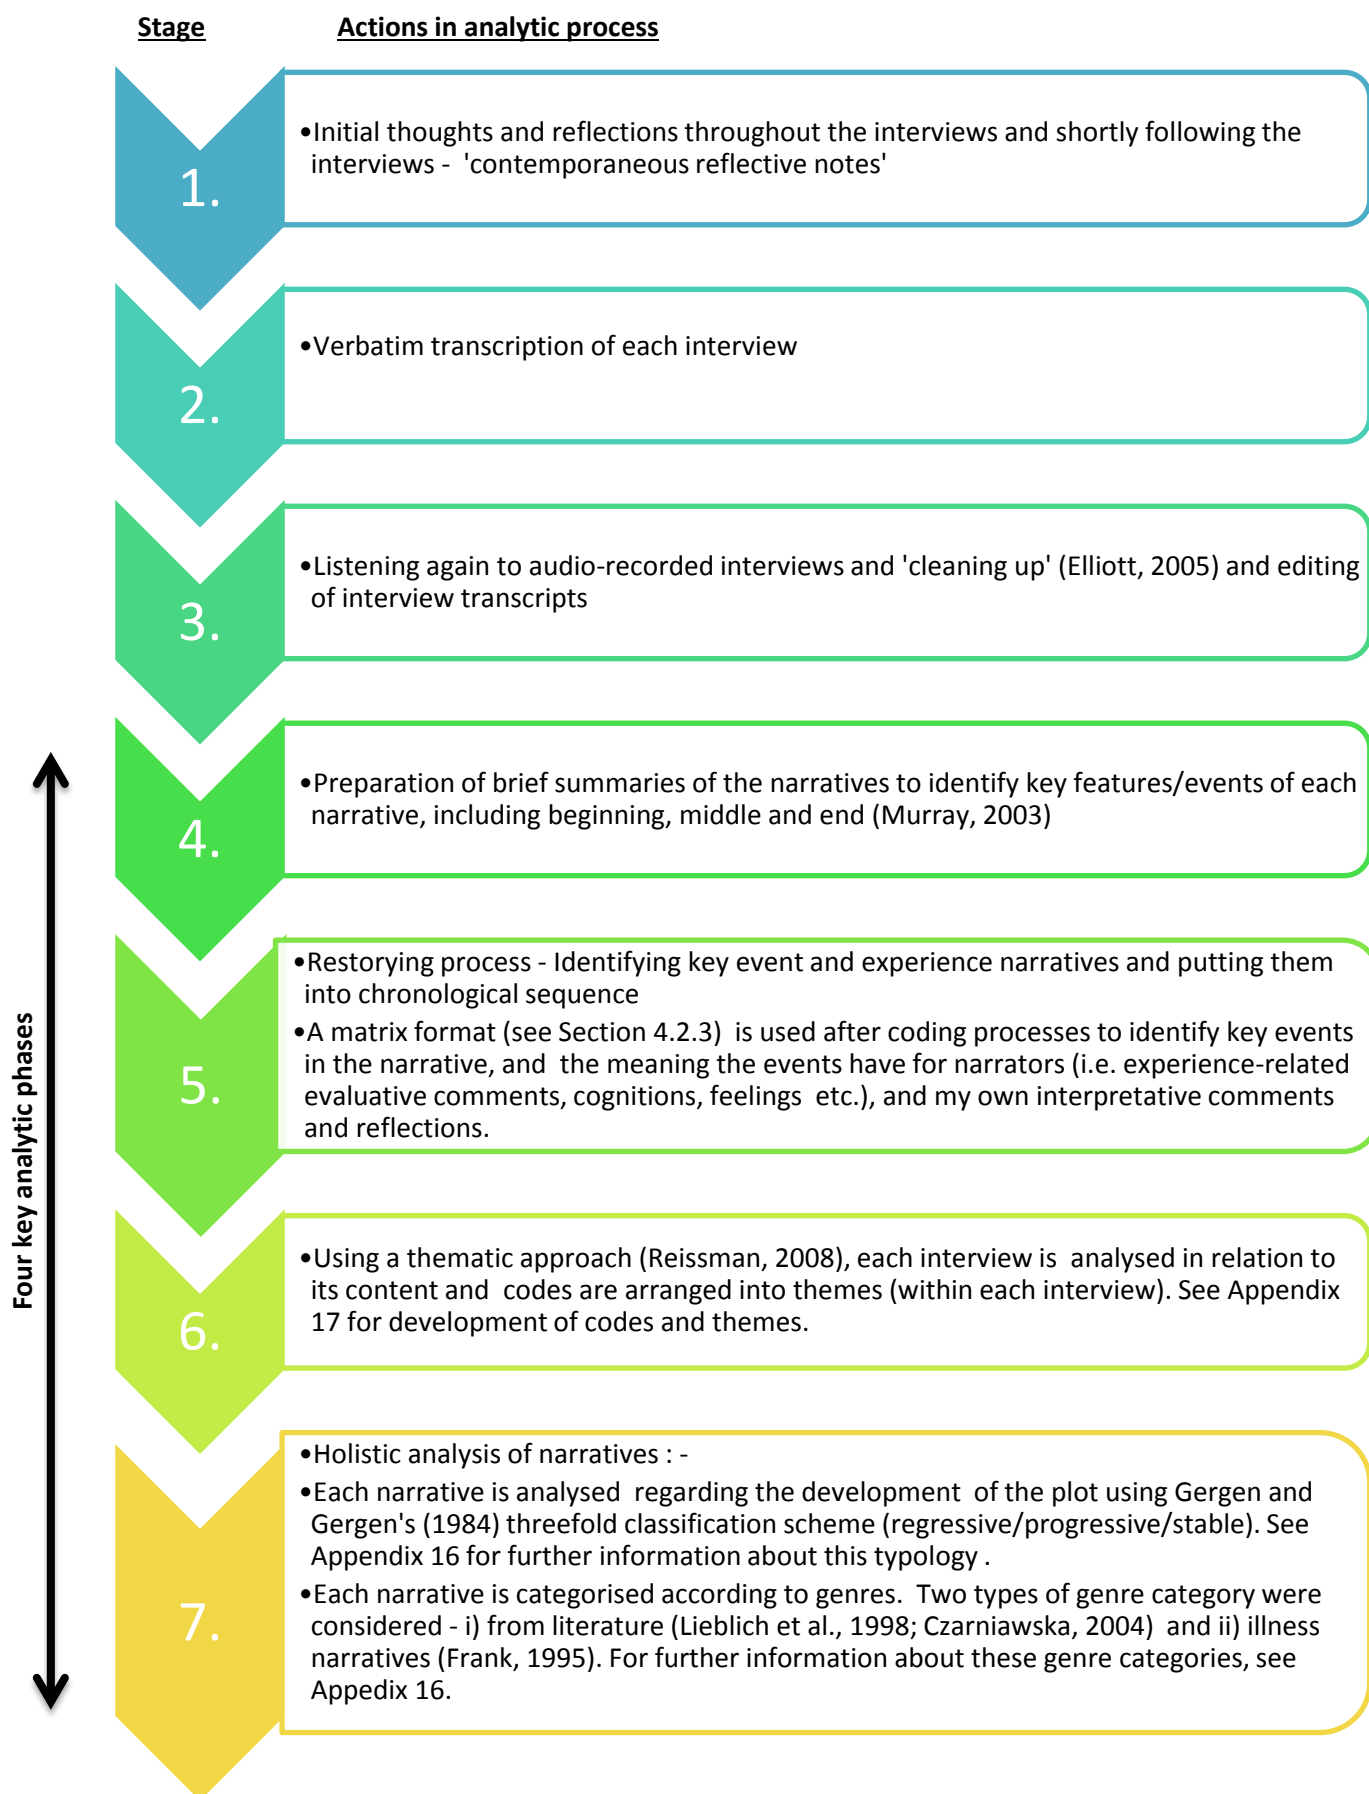 Stage
Actions in analytic process
1.
•Initial thoughts and reflections throughout the interviews and shortly following the
interviews - 'contemporaneous reflective notes'
2.
•Verbatim transcription of each interview
3.
•Listening again to audio-recorded interviews and 'cleaning up' (Elliott, 2005) and editing
of interview transcripts
Four key analytic phases
4.
•Preparation of brief summaries of the narratives to identify key features/events of each
narrative, including beginning, middle and end (Murray, 2003)
5.
•Restorying process - Identifying key event and experience narratives and putting them
into chronological sequence
•A matrix format (see Section 4.2.3) is used after coding processes to identify key events
in the narrative, and the meaning the events have for narrators (i.e. experience-related
evaluative comments, cognitions, feelings etc.), and my own interpretative comments
and reflections.
6.
•Using a thematic approach (Reissman, 2008), each interview is analysed in relation to
its content and codes are arranged into themes (within each interview). See Appendix
17 for development of codes and themes.
7.
•Holistic analysis of narratives : -
•Each narrative is analysed regarding the development of the plot using Gergen and
Gergen's (1984) threefold classification scheme (regressive/progressive/stable). See
Appendix 16 for further information about this typology .
•Each narrative is categorised according to genres. Two types of genre category were
considered - i) from literature (Lieblich et al., 1998; Czarniawska, 2004) and ii) illness
narratives (Frank, 1995). For further information about these genre categories, see
Appedix 16.